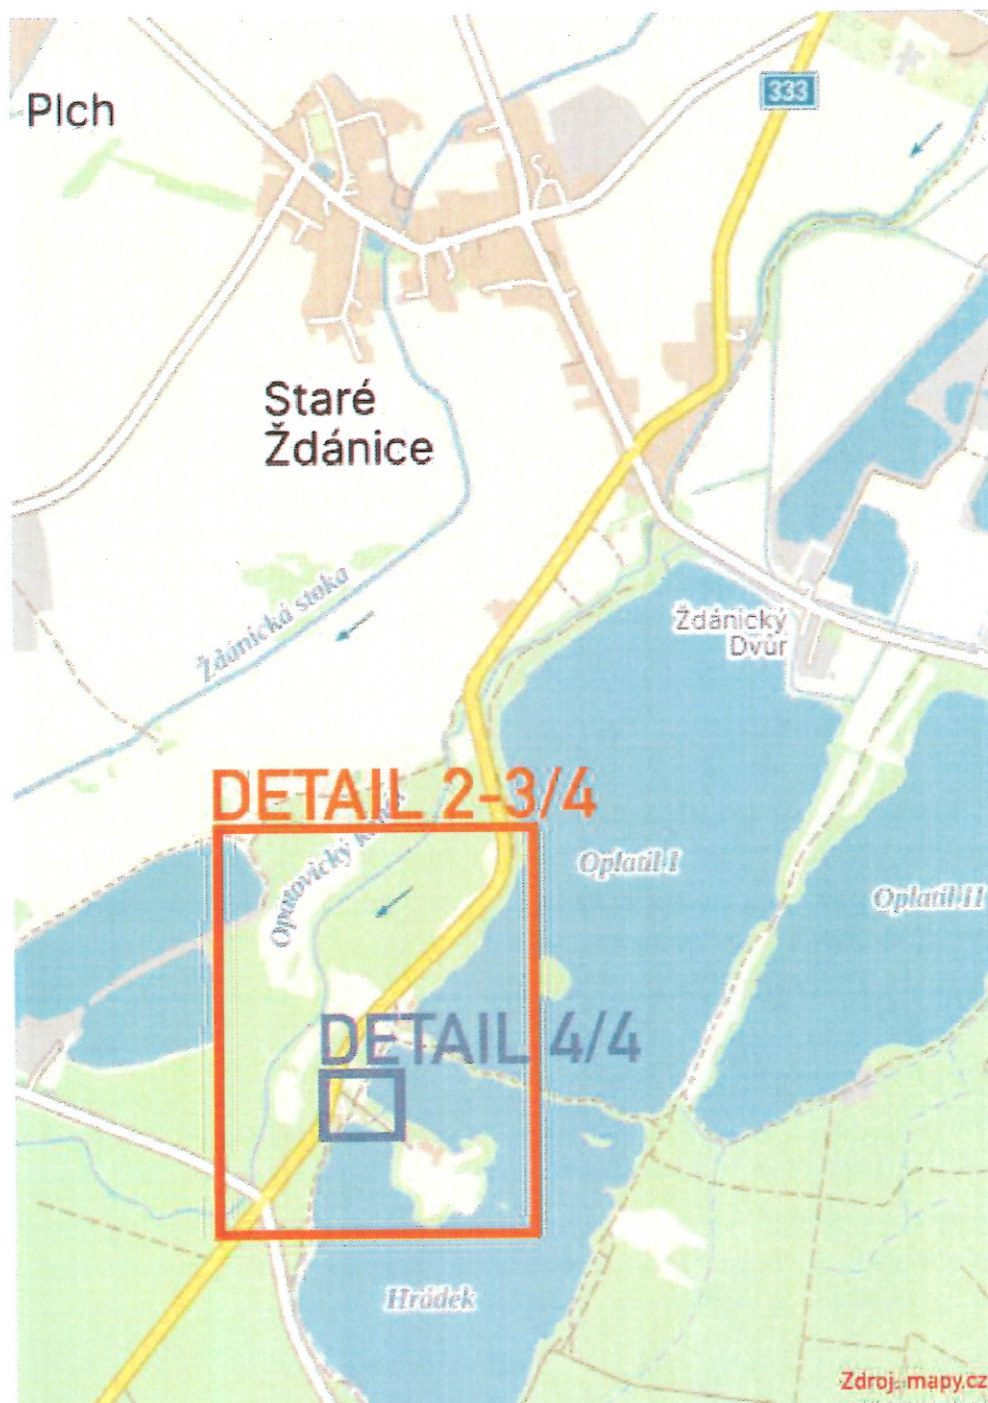 333
Plch
Staré
Ždánice
Ždánická stoka
Ždánický
Dvůr
DETAIL 2-3/4
Opatovický
Oplatil I
Oplatil II
DETAIL 4/4
Hrádek
Zdroj: mapy.cz